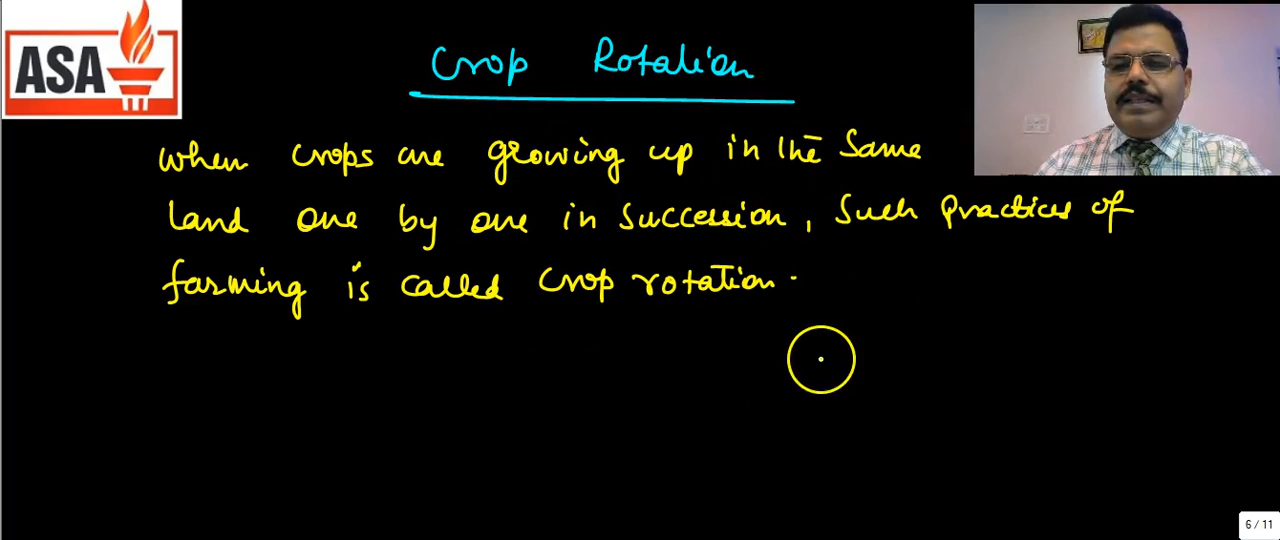 ASA
Crop Rotation
When crops are growing up in the Same
land one by one in succession, Such practices of
farming is called crop rotation.
6 / 11